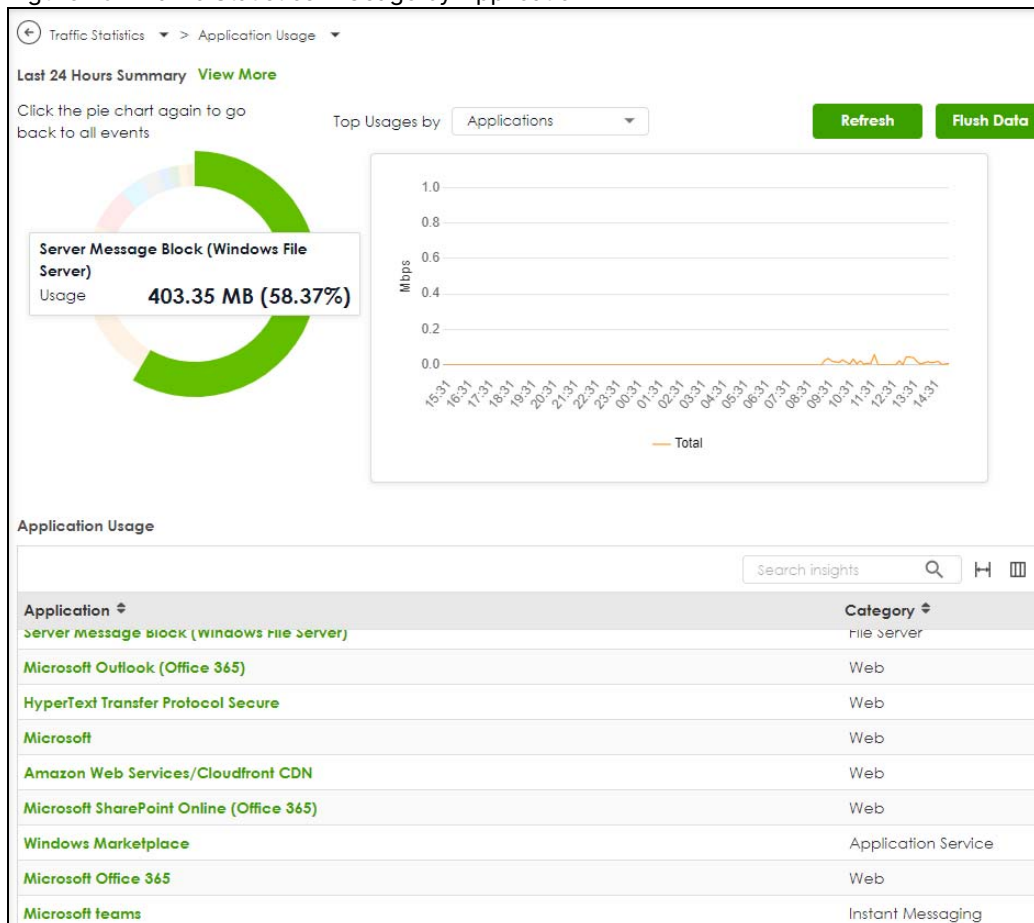 Traffic Statistics > Application Usage
Last 24 Hours Summary View More
Click the pie chart again to go
back to all events
Top Usages by Applications
Refresh Flush Data
Server Message Block (Windows File
Server)
Usage 403.35 MB (58.37%)
1.0
0.8
0.6
0.4
0.2
0.0
Mbps
15:31 16:31 17:31 18:31 19:31 20:31 21:31 22:31 23:31 00:31 01:31 02:31 03:31 04:31 05:31 06:31 07:31 08:31 09:31 10:31 11:31 12:31 13:31 14:31
Total
Application Usage
Search insights
Application Category
Server Message Block (Windows File Server) File Server
Microsoft Outlook (Office 365) Web
HyperText Transfer Protocol Secure Web
Microsoft Web
Amazon Web Services/Cloudfront CDN Web
Microsoft SharePoint Online (Office 365) Web
Windows Marketplace Application Service
Microsoft Office 365 Web
Microsoft teams Instant Messaging